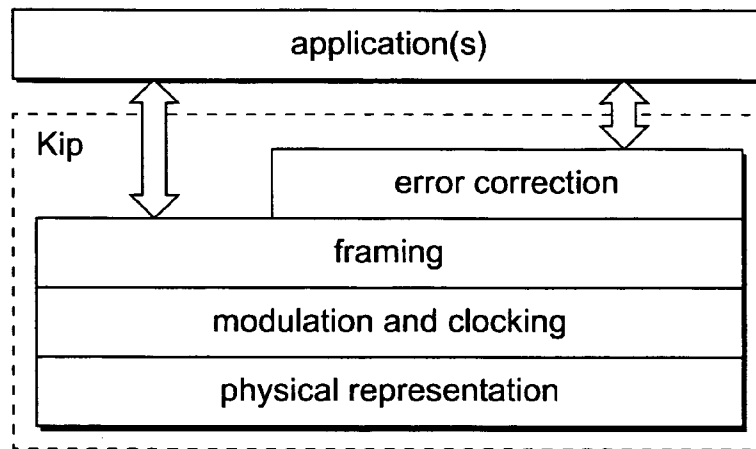 application(s)
Kip
error correction
framing
modulation and clocking
physical representation